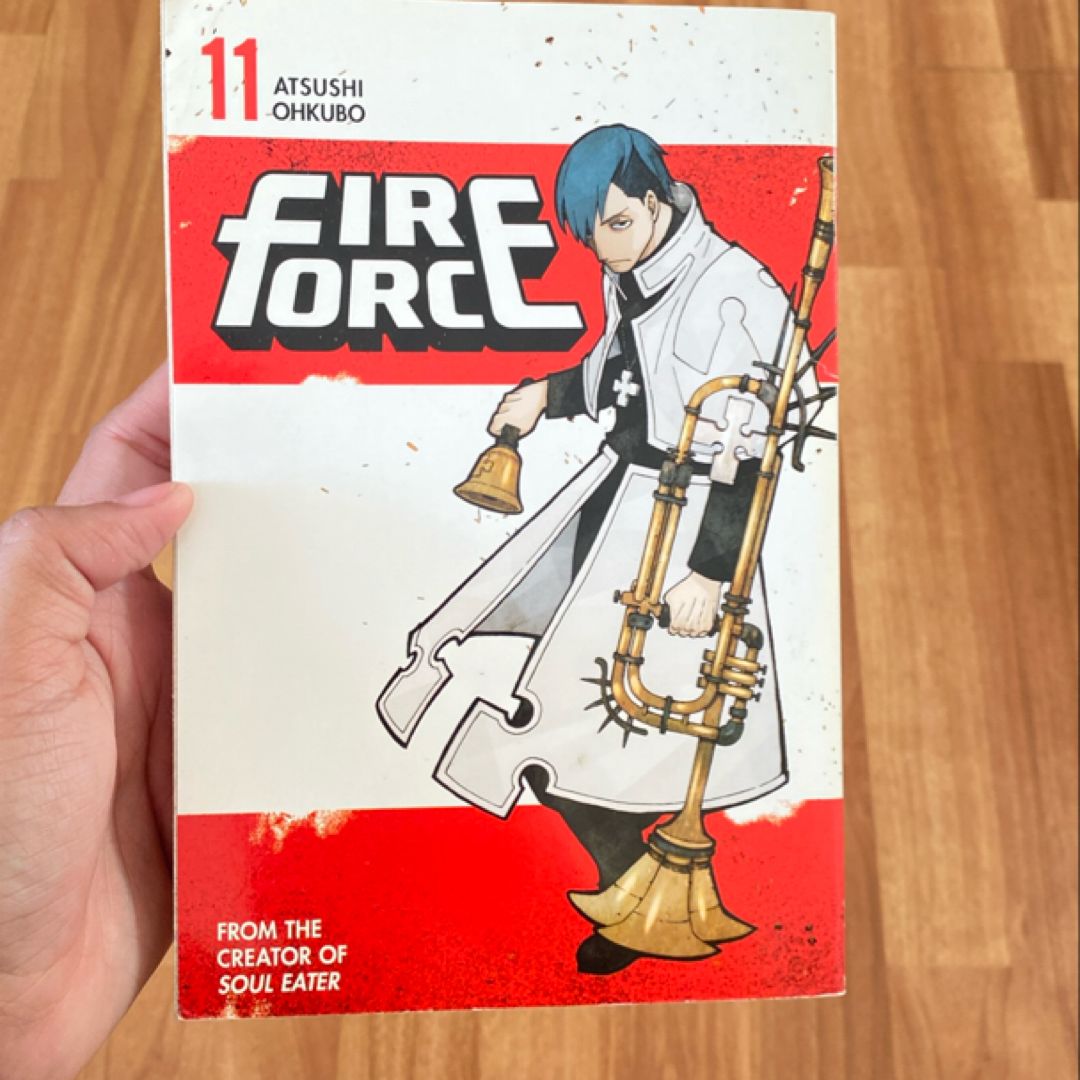 11
ATSUSHI
OHKUBO
FIRE
FORCE
FROM THE
CREATOR OF
SOUL EATER